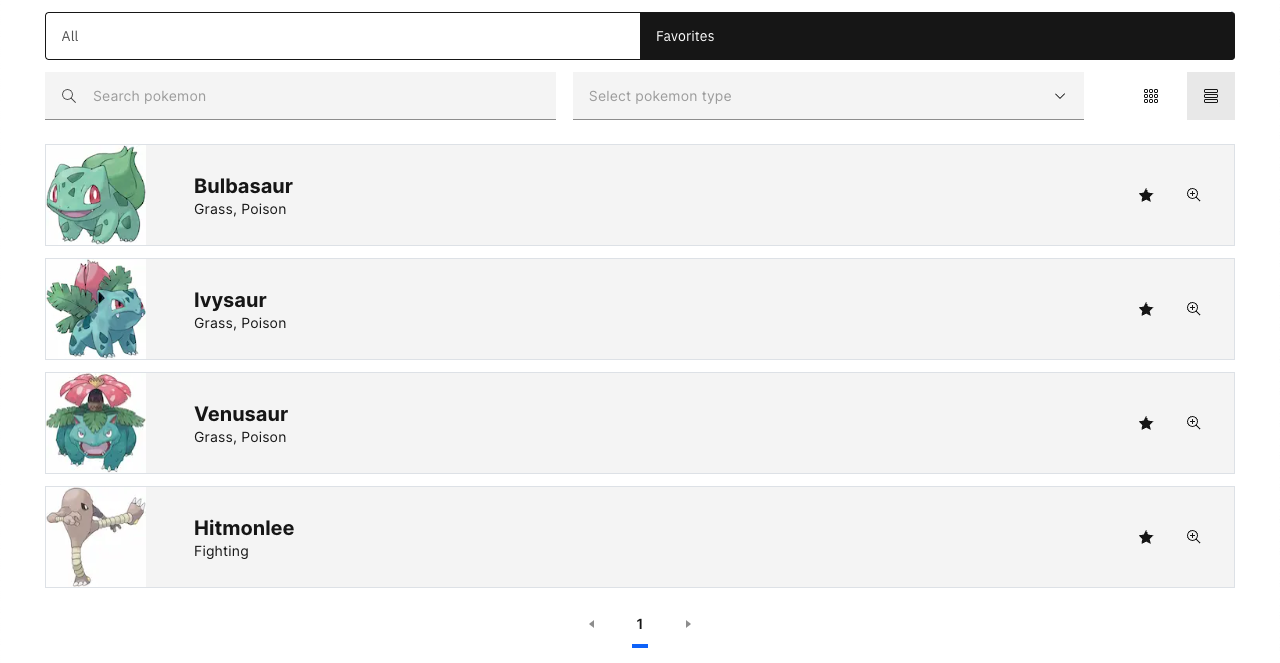 All
Favorites
Search pokemon
Select pokemon type
Bulbasaur
Grass, Poison
Ivysaur
Grass, Poison
Venusaur
Grass, Poison
Hitmonlee
Fighting
1